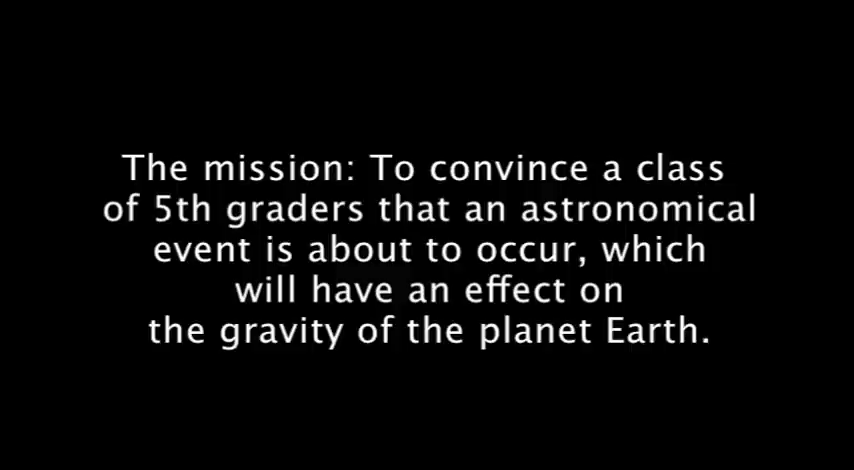 The mission: To convince a class
of 5th graders that an astronomical
event is about to occur, which
will have an effect on
the gravity of the planet Earth.